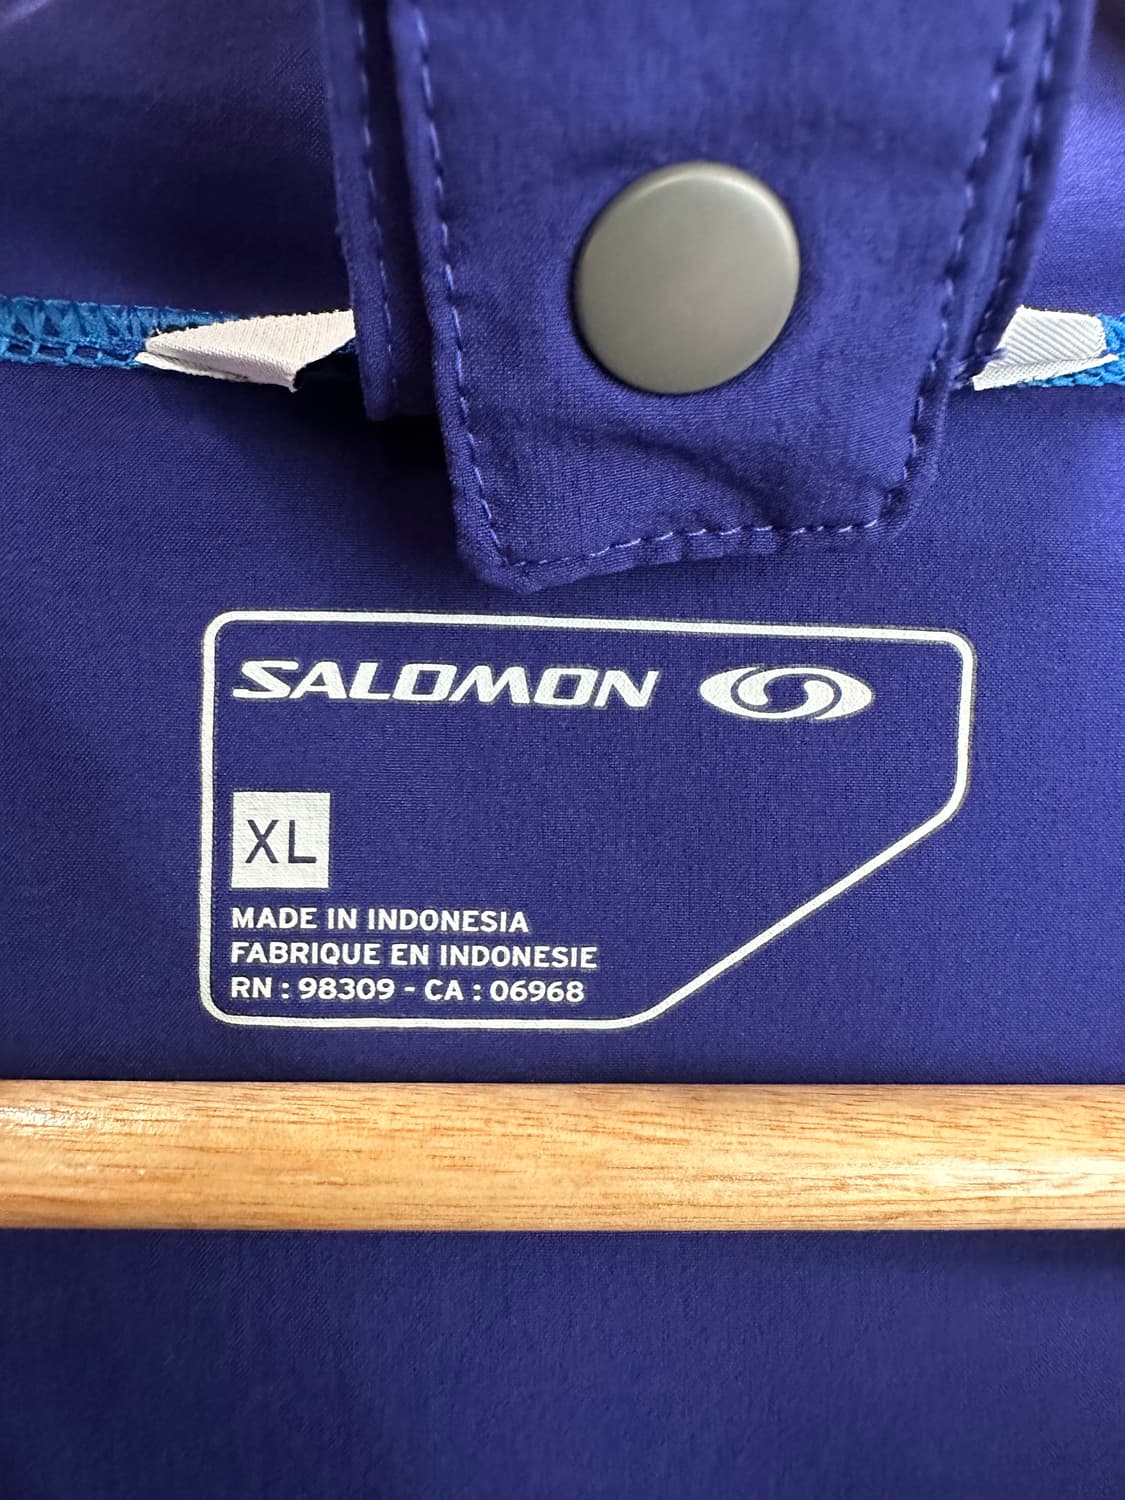 SALOMON
XL
MADE IN INDONESIA
FABRIQUE EN INDONESIE
RN : 98309 - CA : 06968